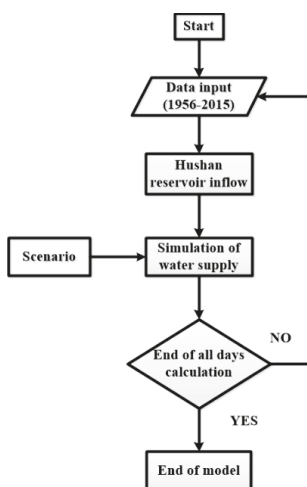 Start
Data input
(1956-2015)
Hushan
reservoir inflow
Scenario
Simulation of
water supply
End of all days
calculation
NO
YES
End of model